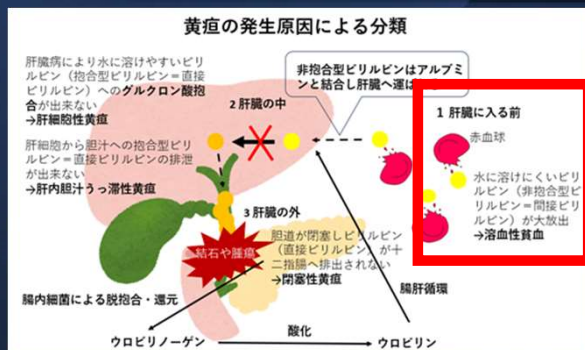 黄疸の発生原因による分類
肝臓病により水に溶けやすいビリ
ルビン（抱合型ビリルビン＝直接
ビリルビン）へのグルクロン酸抱
合が出来ない
→肝細胞性黄疸
肝細胞から胆汁への抱合型ビリ
ルビン＝直接ビリルビンの排泄
が出来ない
→肝内胆汁うっ滞性黄疸
2 肝臓の中
非抱合型ビリルビンはアルブミ
ンと結合し肝臓へ運ば
1 肝臓に入る前
赤血球
水に溶けにくいビリ
ルビン（非抱合型ビ
リルビン＝間接ビリ
ルビン）が大放出
→溶血性貧血
3 肝臓の外
結石や腫瘍
胆道が閉塞しビリルビン
（直接ビリルビン）が十
二指腸へ排出されない
→閉塞性黄疸
腸内細菌による脱抱合・還元
腸肝循環
ウロビリノーゲン
酸化
ウロビリン